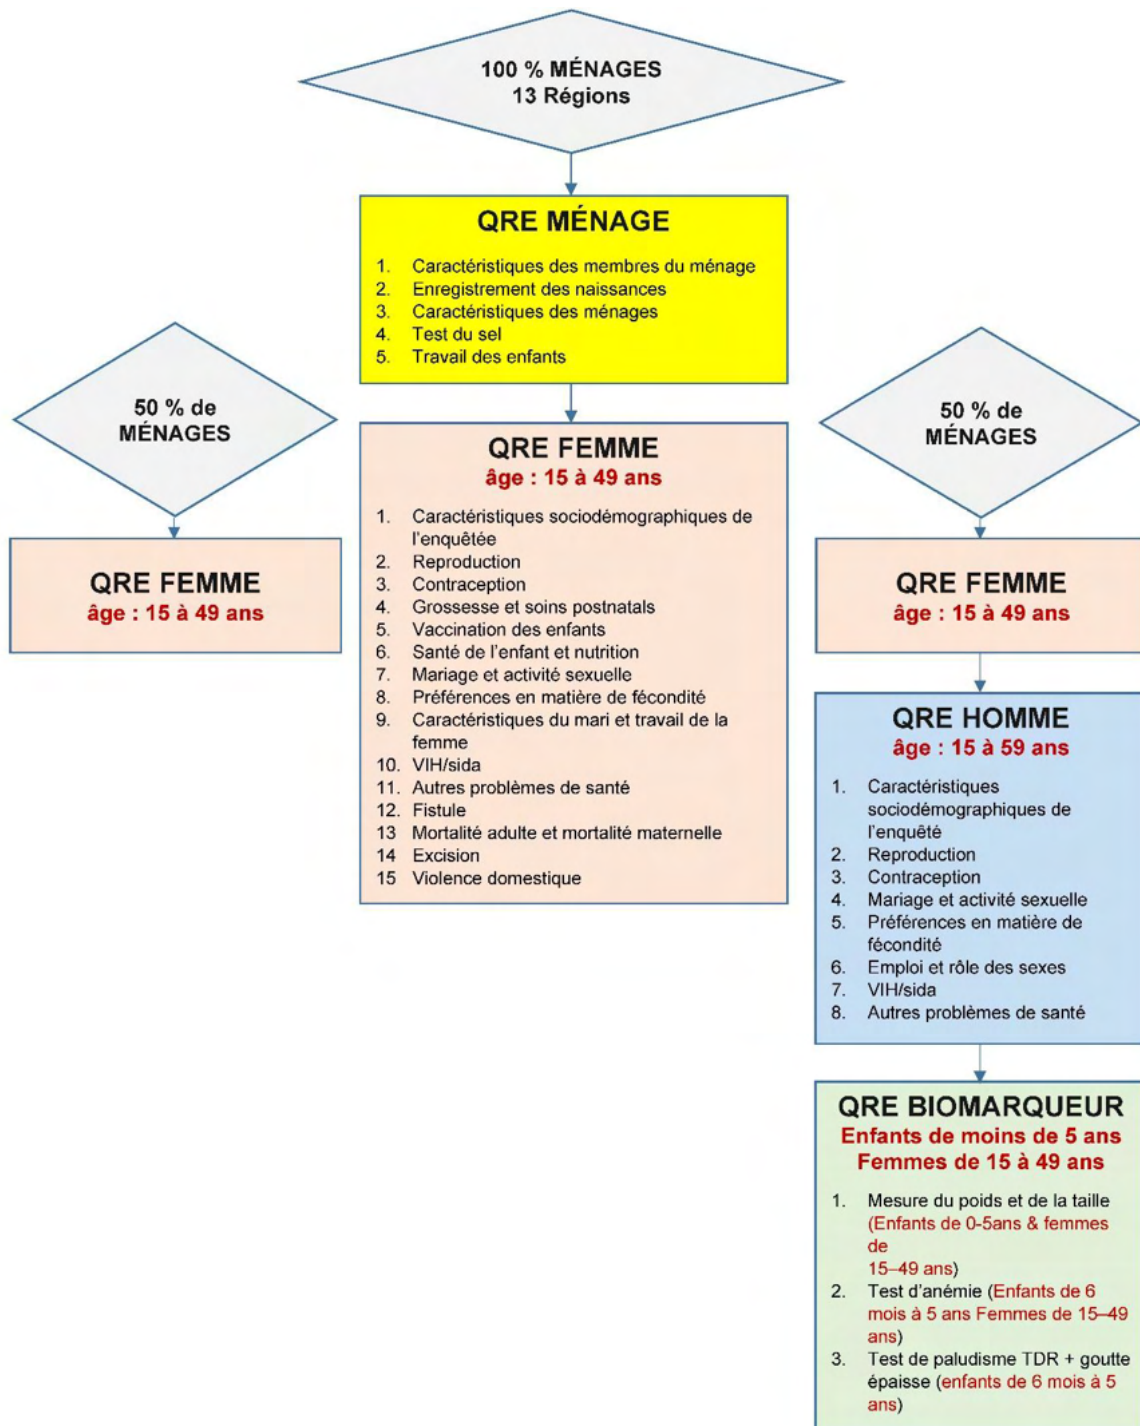 100 % MÉNAGES
13 Régions
QRE MÉNAGE
1. Caractéristiques des membres du ménage
2. Enregistrement des naissances
3. Caractéristiques des ménages
4. Test du sel
5. Travail des enfants
50 % de
MÉNAGES
QRE FEMME
âge : 15 à 49 ans
QRE FEMME
âge : 15 à 49 ans
1. Caractéristiques sociodémographiques de
l'enquêtée
2. Reproduction
3. Contraception
4. Grossesse et soins postnatals
5. Vaccination des enfants
6. Santé de l'enfant et nutrition
7. Mariage et activité sexuelle
8. Préférences en matière de fécondité
9. Caractéristiques du mari et travail de la
femme
10. VIH/sida
11. Autres problèmes de santé
12. Fistule
13 Mortalité adulte et mortalité maternelle
14 Excision
15 Violence domestique
50 % de
MÉNAGES
QRE FEMME
âge : 15 à 49 ans
QRE HOMME
âge : 15 à 59 ans
1. Caractéristiques
sociodémographiques de
l'enquêté
2. Reproduction
3. Contraception
4. Mariage et activité sexuelle
5. Préférences en matière de
fécondité
6. Emploi et rôle des sexes
7. VIH/sida
8. Autres problèmes de santé
QRE BIOMARQUEUR
Enfants de moins de 5 ans
Femmes de 15 à 49 ans
1. Mesure du poids et de la taille
(Enfants de 0-5ans & femmes
de
15–49 ans)
2. Test d'anémie (Enfants de 6
mois à 5 ans Femmes de 15–49
ans)
3. Test de paludisme TDR + goutte
épaisse (enfants de 6 mois à 5
ans)